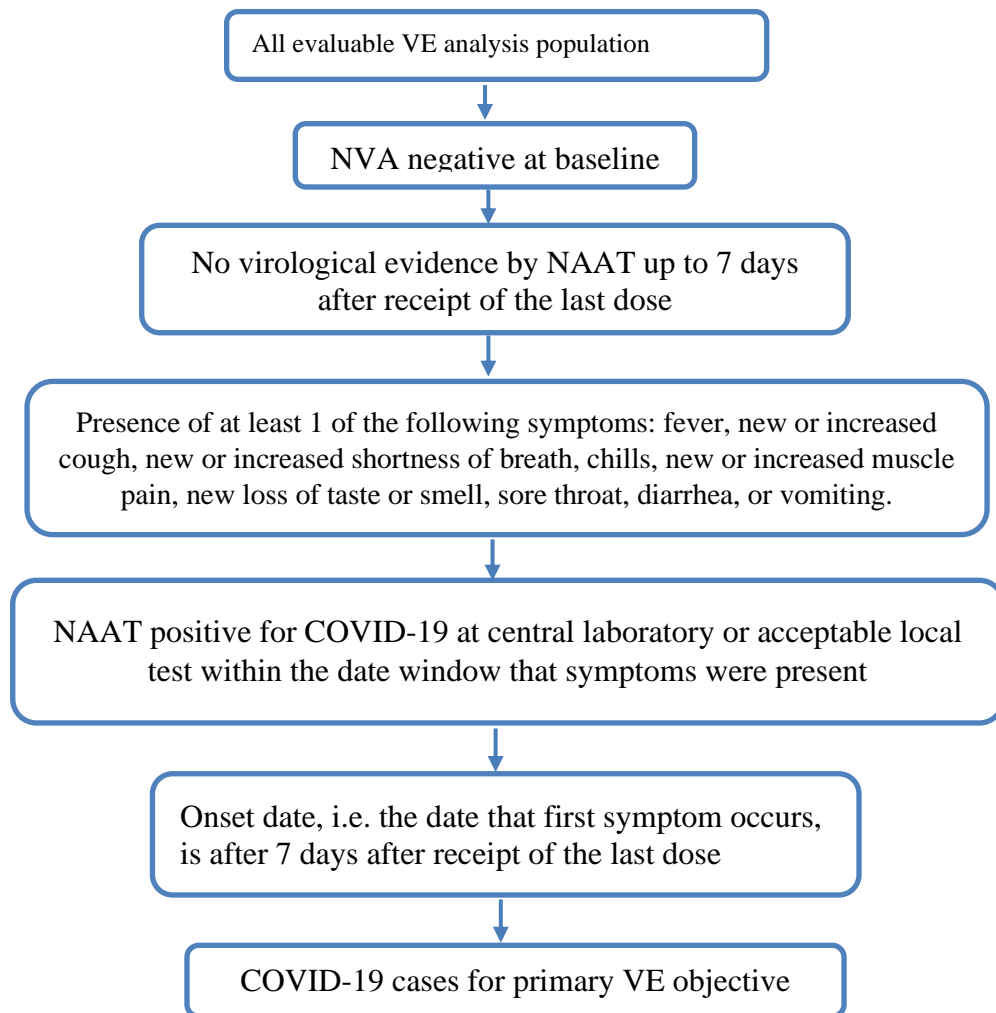 All evaluable VE analysis population
NVA negative at baseline
No virological evidence by NAAT up to 7 days
after receipt of the last dose
Presence of at least 1 of the following symptoms: fever, new or increased
cough, new or increased shortness of breath, chills, new or increased muscle
pain, new loss of taste or smell, sore throat, diarrhea, or vomiting.
NAAT positive for COVID-19 at central laboratory or acceptable local
test within the date window that symptoms were present
Onset date, i.e. the date that first symptom occurs,
is after 7 days after receipt of the last dose
COVID-19 cases for primary VE objective